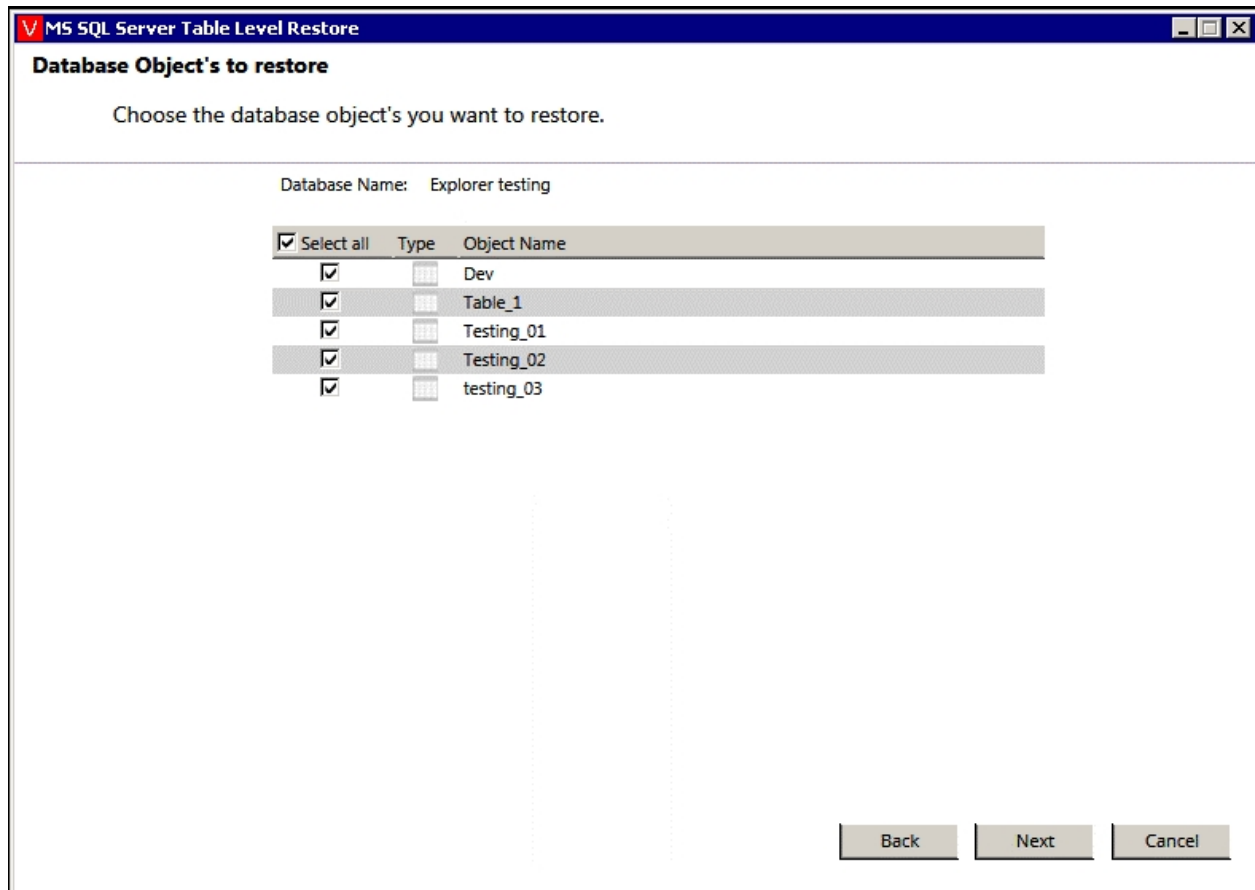 V MS SQL Server Table Level Restore
Database Object's to restore
Choose the database object's you want to restore.
Database Name: Explorer testing
Select all Type Object Name
Dev
Table_1
Testing_01
Testing_02
testing_03
Back Next Cancel